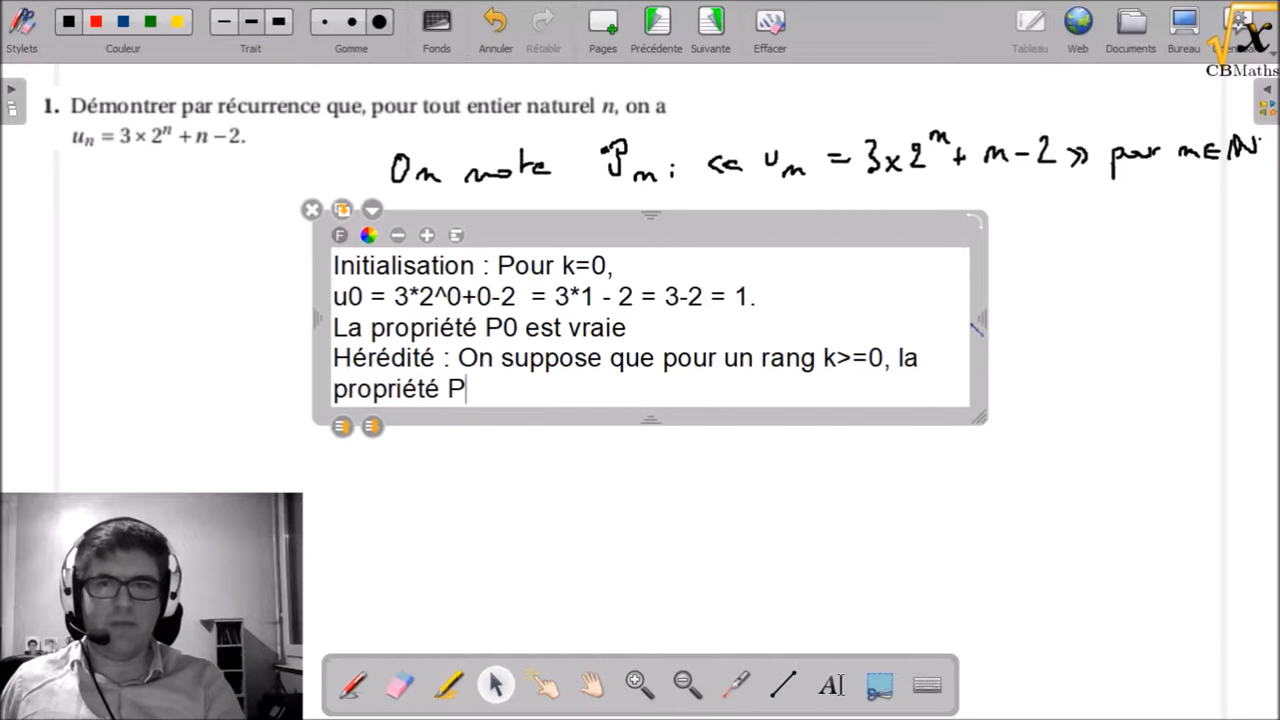 Stylets
Couleur
Trait
Gomme
Fonds
Annuler
Rétablir
Pages
Précédente
Suivante
Effacer
Tableau
Web
Documents
Bureau
CBMaths
1. Démontrer par récurrence que, pour tout entier naturel n, on a
uₙ = 3 × 2ⁿ + n − 2.
On note Pₙ : << uₙ = 3x2ⁿ + n - 2 >> pour n ∈ ℕ
F
Initialisation : Pour k=0,
u0 = 3*2^0+0-2 = 3*1 - 2 = 3-2 = 1.
La propriété P0 est vraie
Hérédité : On suppose que pour un rang k>=0, la
propriété P
AI